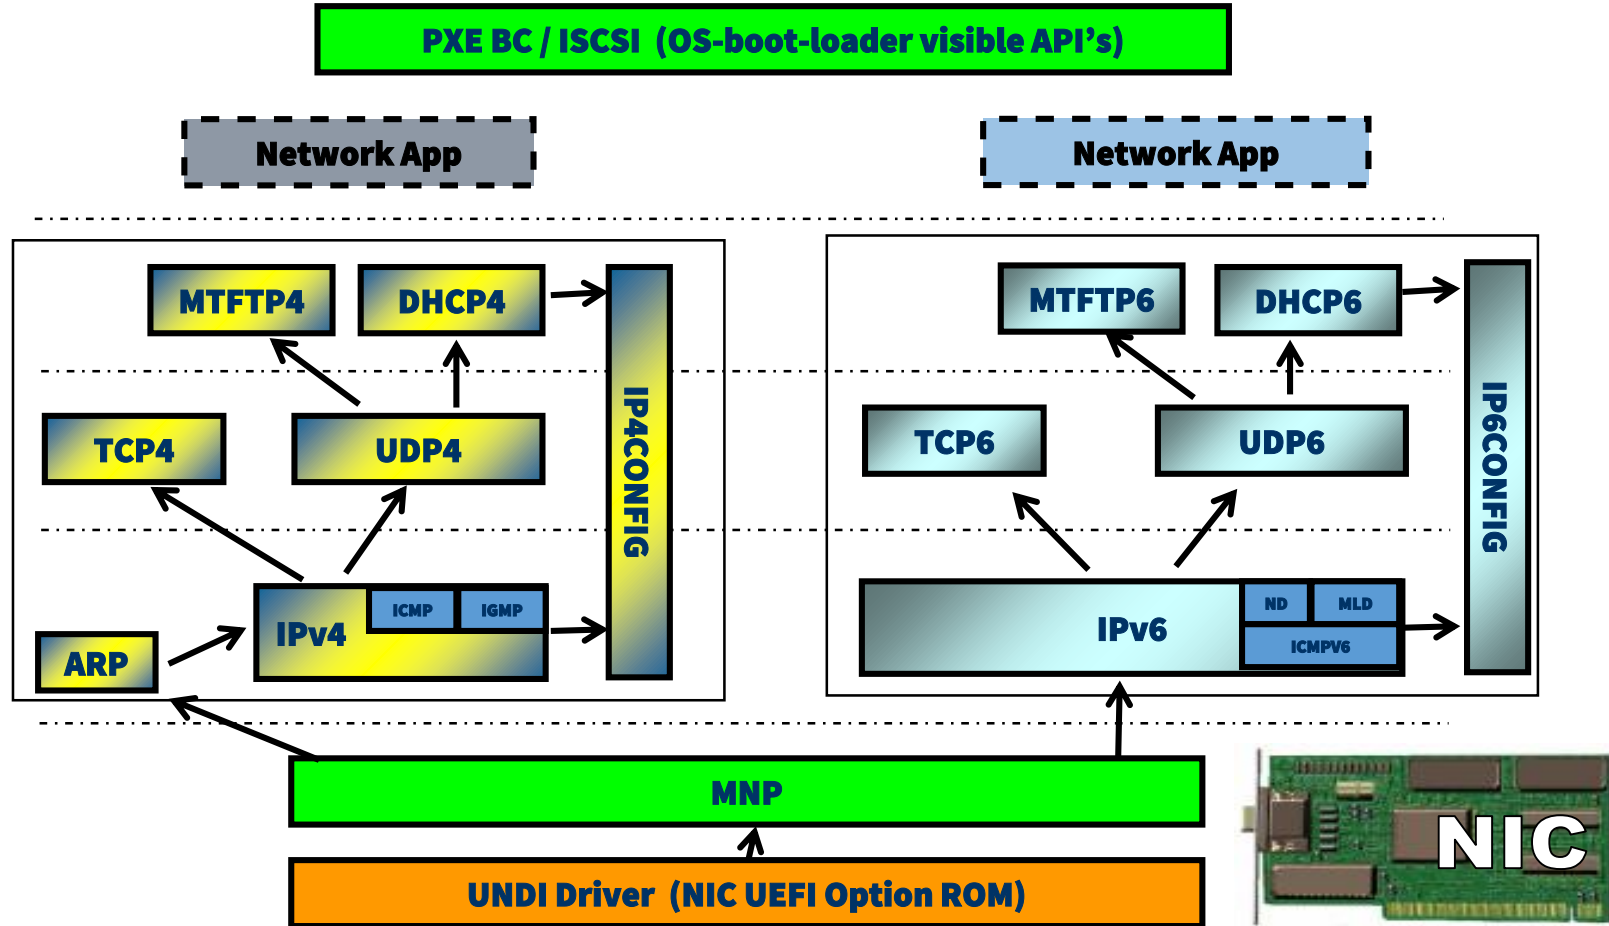 PXE BC / ISCSI  (OS-boot-loader visible API’s)
Network App
Network App
MTFTP4
DHCP4
IP4CONFIG
TCP4
UDP4
IPv4
ICMP
IGMP
ARP
MTFTP6
DHCP6
IP6CONFIG
TCP6
UDP6
IPv6
ND
MLD
ICMPV6
MNP
NIC
UNDI Driver  (NIC UEFI Option ROM)